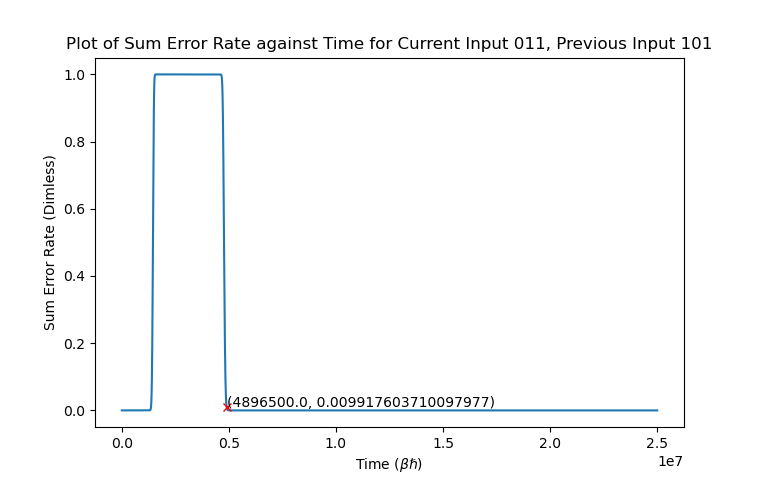 Plot of Sum Error Rate against Time for Current Input 011, Previous Input 101
Sum Error Rate (Dimless)
1.0
0.8
0.6
0.4
0.2
0.0
(4896500.0, 0.009917603710097977)
0.0 0.5 1.0 1.5 2.0 2.5
1e7
Time (βℏ)